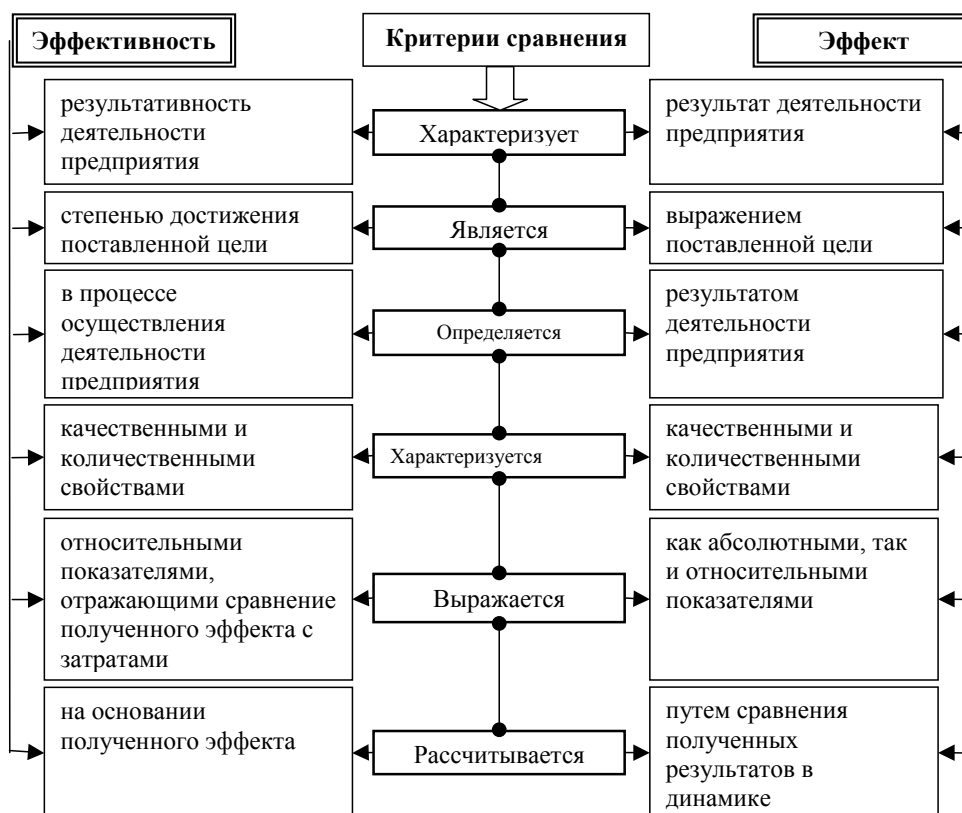 Эффективность
Критерии сравнения
Эффект
результативность
деятельности
предприятия
Характеризует
результат деятельности
предприятия
степенью достижения
поставленной цели
Является
выражением
поставленной цели
в процессе
осуществления
деятельности
предприятия
Определяется
результатом
деятельности
предприятия
качественными и
количественными
свойствами
Характеризуется
качественными и
количественными
свойствами
относительными
показателями,
отражающими сравнение
полученного эффекта с
затратами
Выражается
как абсолютными, так
и относительными
показателями
на основании
полученного эффекта
Рассчитывается
путем сравнения
полученных
результатов в
динамике